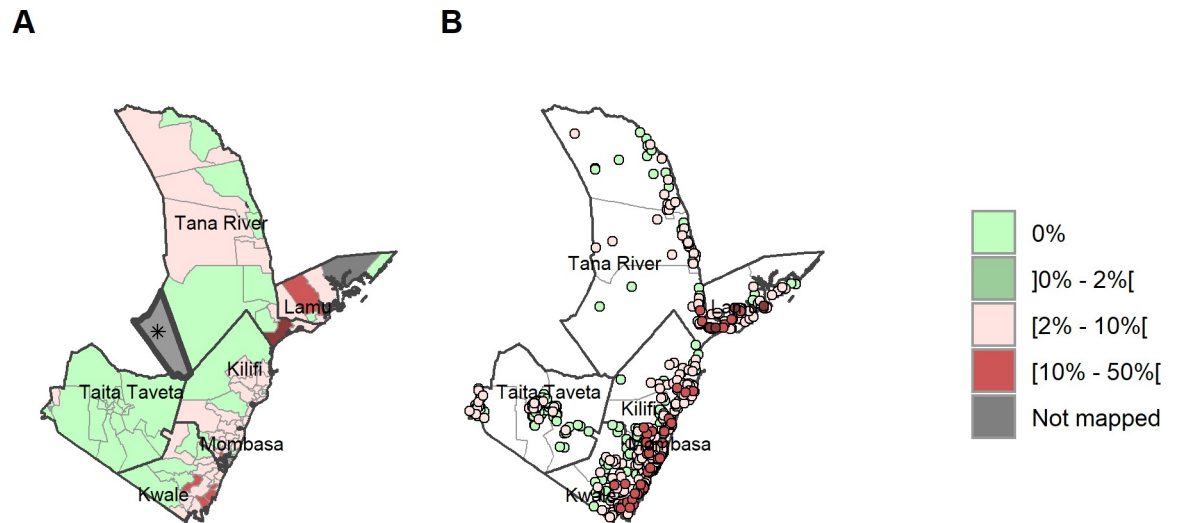 A
B
Tana River
Lamu
Kilifi
Taita Taveta
Mombasa
Kwale
*
Tana River
Lamu
Taita Taveta
Kilifi
Mombasa
Kwale
0%
]0% - 2%[
[2% - 10%[
[10% - 50%[
Not mapped